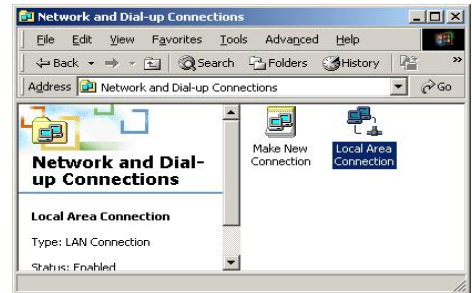 Network and Dial-up Connections
File Edit View Favorites Tools Advanced Help
Back Search Folders History »
Address Network and Dial-up Connections Go
Network and Dial-
up Connections
Local Area Connection
Type: LAN Connection
Status: Enabled
Make New
Connection
Local Area
Connection